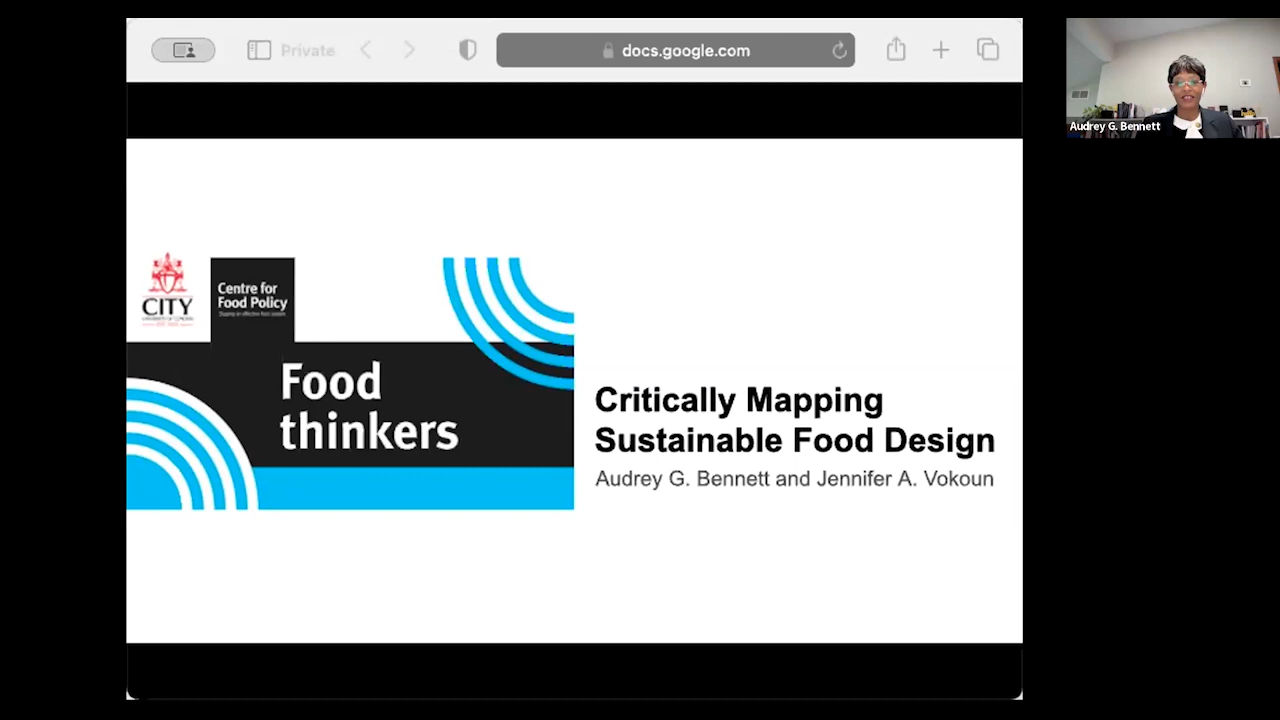 Private
docs.google.com
Audrey G. Bennett
CITY
Centre for
Food Policy
Food
thinkers
Critically Mapping
Sustainable Food Design
Audrey G. Bennett and Jennifer A. Vokoun